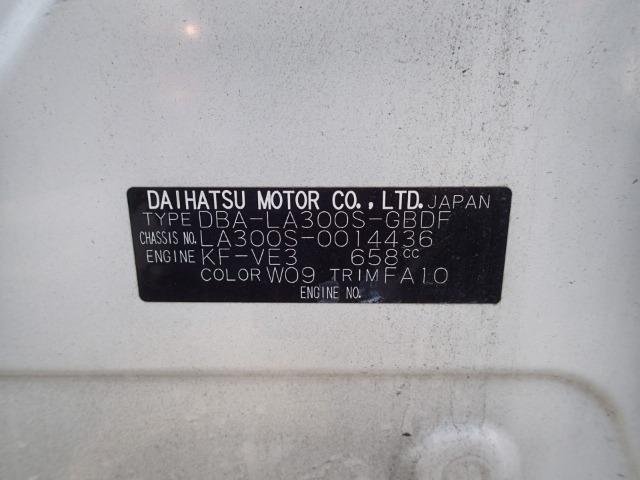 DAIHATSU MOTOR CO., LTD. JAPAN
TYPE DBA-LA300S-GBDF
CHASSIS NO. LA300S-0014436
ENGINE KF-VE3 658cc
COLOR W09 TRIM FA10
ENGINE NO.